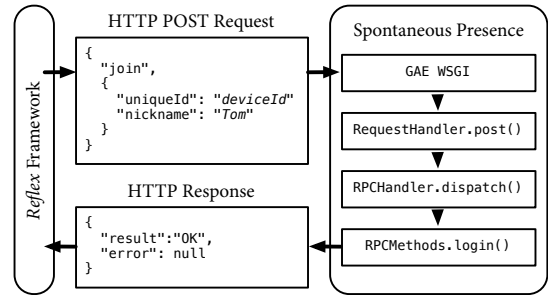 Reflex Framework
HTTP POST Request
{
  "join",
  {
    "uniqueId": "deviceId"
    "nickname": "Tom"
  }
}
HTTP Response
{
  "result":"OK",
  "error": null
}
Spontaneous Presence
GAE WSGI
RequestHandler.post()
RPCHandler.dispatch()
RPCMethods.login()